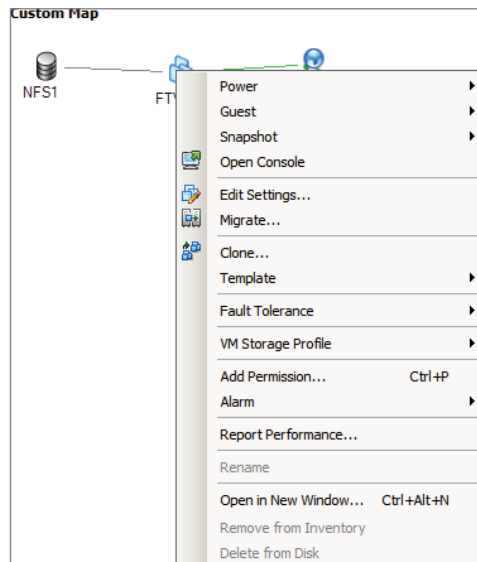 Custom Map
NFS1
Power
Guest
Snapshot
Open Console
Edit Settings...
Migrate...
Clone...
Template
Fault Tolerance
VM Storage Profile
Add Permission... Ctrl+P
Alarm
Report Performance...
Rename
Open in New Window... Ctrl+Alt+N
Remove from Inventory
Delete from Disk